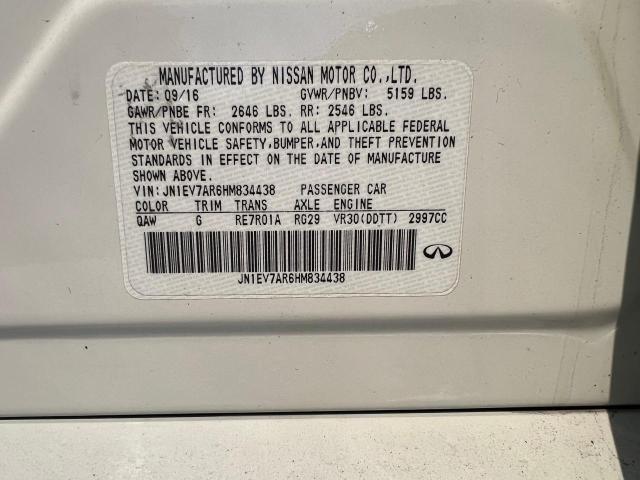 MANUFACTURED BY NISSAN MOTOR CO.,LTD.
DATE: 09/16 GVWR/PNBV: 5159 LBS.
GAWR/PNBE FR: 2646 LBS. RR: 2546 LBS.
THIS VEHICLE CONFORMS TO ALL APPLICABLE FEDERAL
MOTOR VEHICLE SAFETY,BUMPER,AND THEFT PREVENTION
STANDARDS IN EFFECT ON THE DATE OF MANUFACTURE
SHOWN ABOVE.
VIN:JN1EV7AR6HM834438 PASSENGER CAR
COLOR TRIM TRANS AXLE ENGINE
QAW G RE7R01A RG29 VR30(DDTT) 2997CC
JN1EV7AR6HM834438